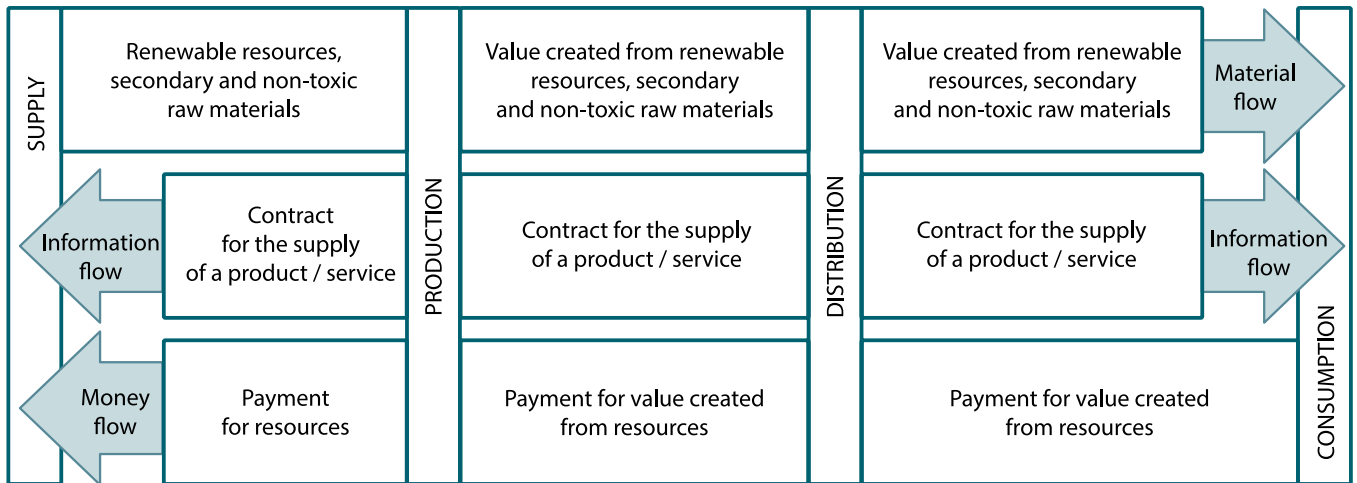 SUPPLY
Renewable resources,
secondary and non-toxic
raw materials
PRODUCTION
Value created from renewable
resources, secondary
and non-toxic raw materials
DISTRIBUTION
Value created from renewable
resources, secondary
and non-toxic raw materials
Material
flow
CONSUMPTION
Information
flow
Contract
for the supply
of a product / service
Contract for the supply
of a product / service
Contract for the supply
of a product / service
Information
flow
Money
flow
Payment
for resources
Payment for value created
from resources
Payment for value created
from resources